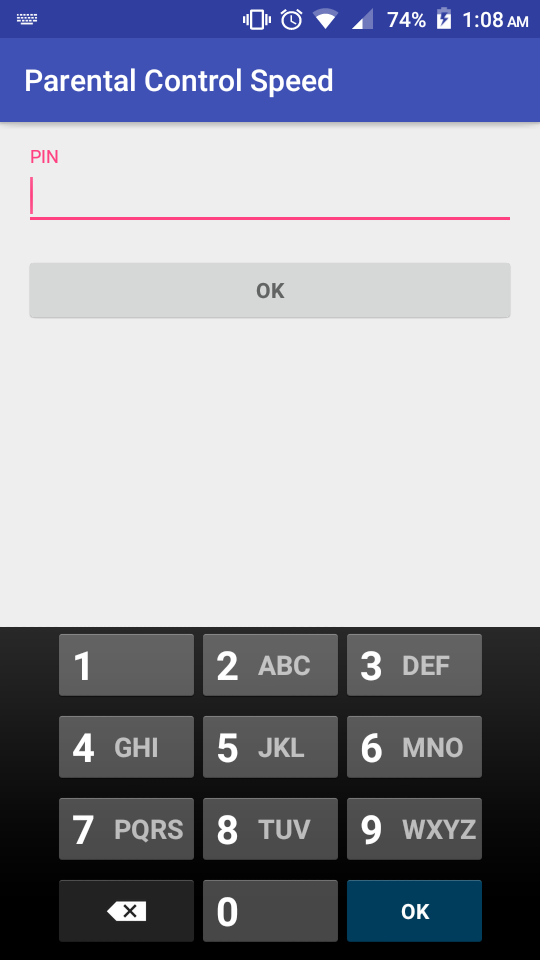 74% 1:08 AM
Parental Control Speed
PIN
OK
1 2 ABC 3 DEF
4 GHI 5 JKL 6 MNO
7 PQRS 8 TUV 9 WXYZ
0 OK